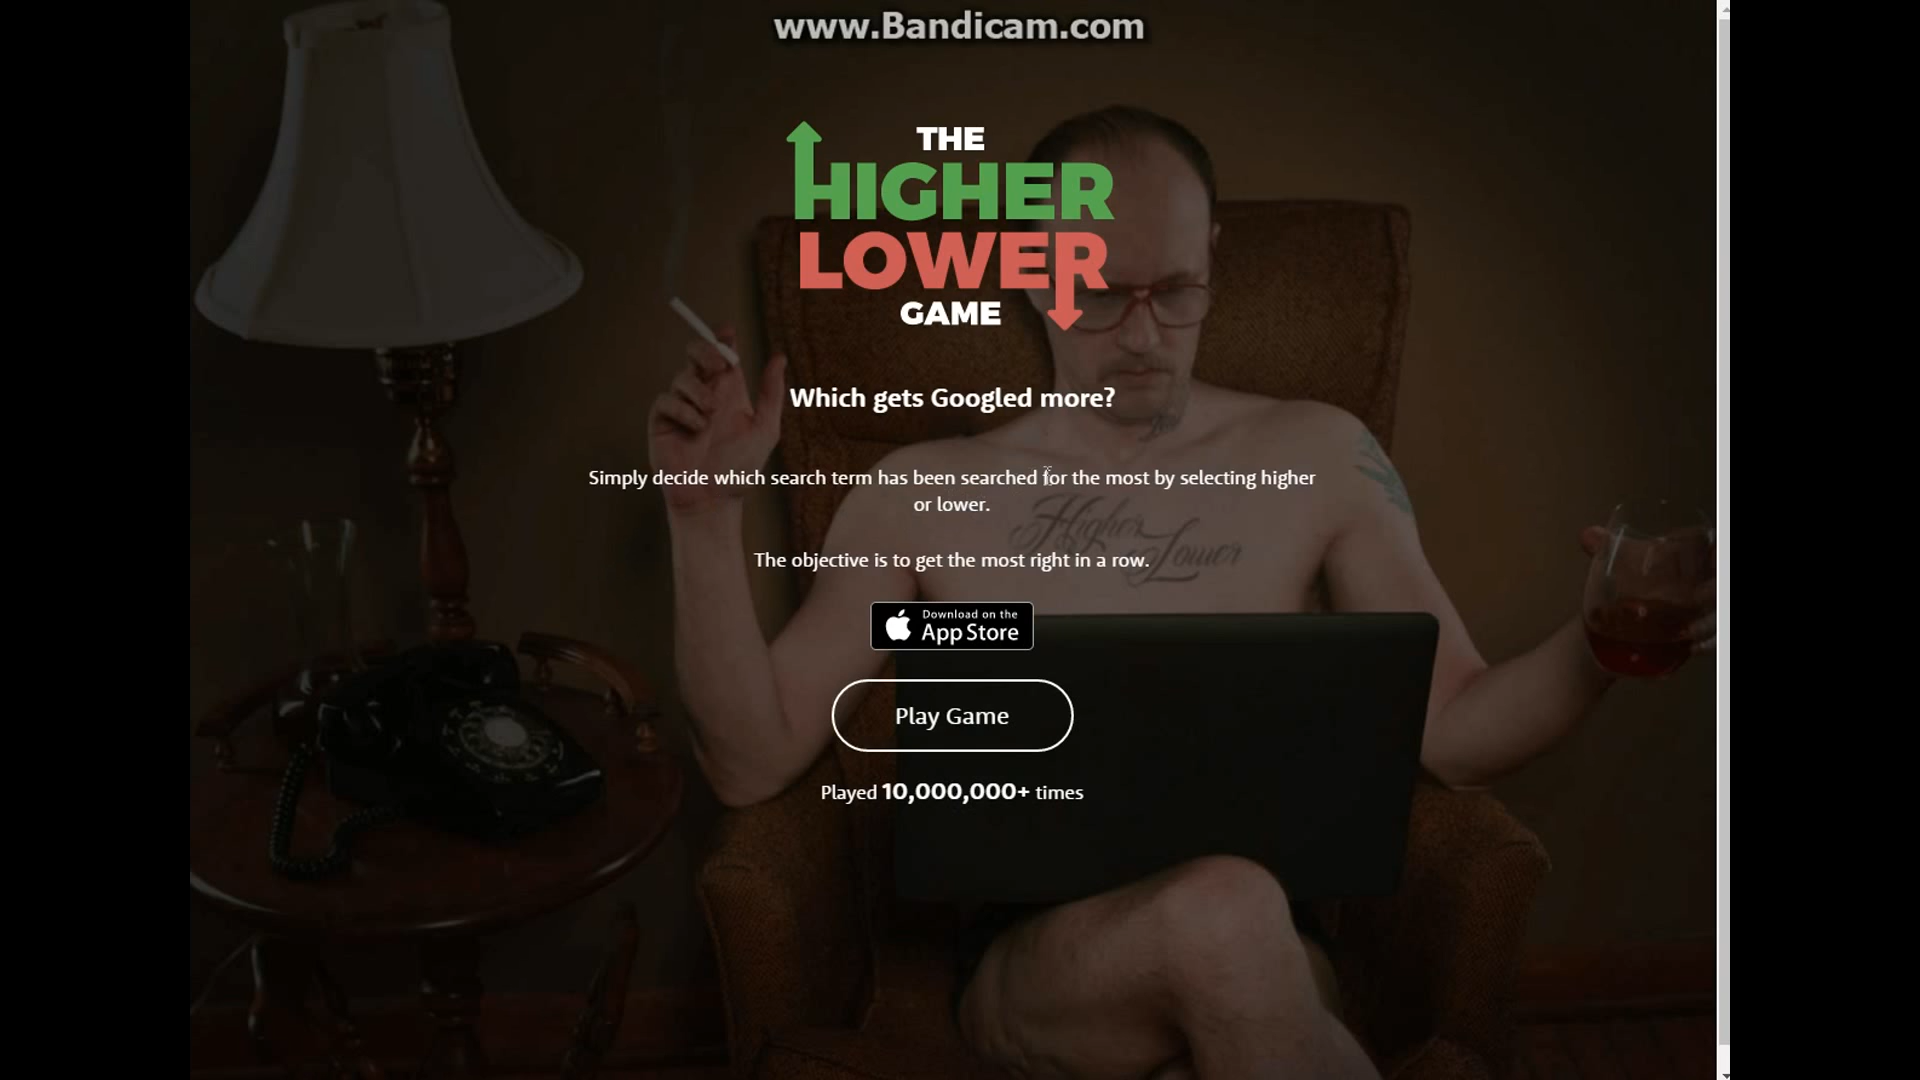 www.Bandicam.com
THE
HIGHER
LOWER
GAME
Which gets Googled more?
Simply decide which search term has been searched for the most by selecting higher
or lower.
Higher
Lower
The objective is to get the most right in a row.
Download on the
App Store
Play Game
Played 10,000,000+ times